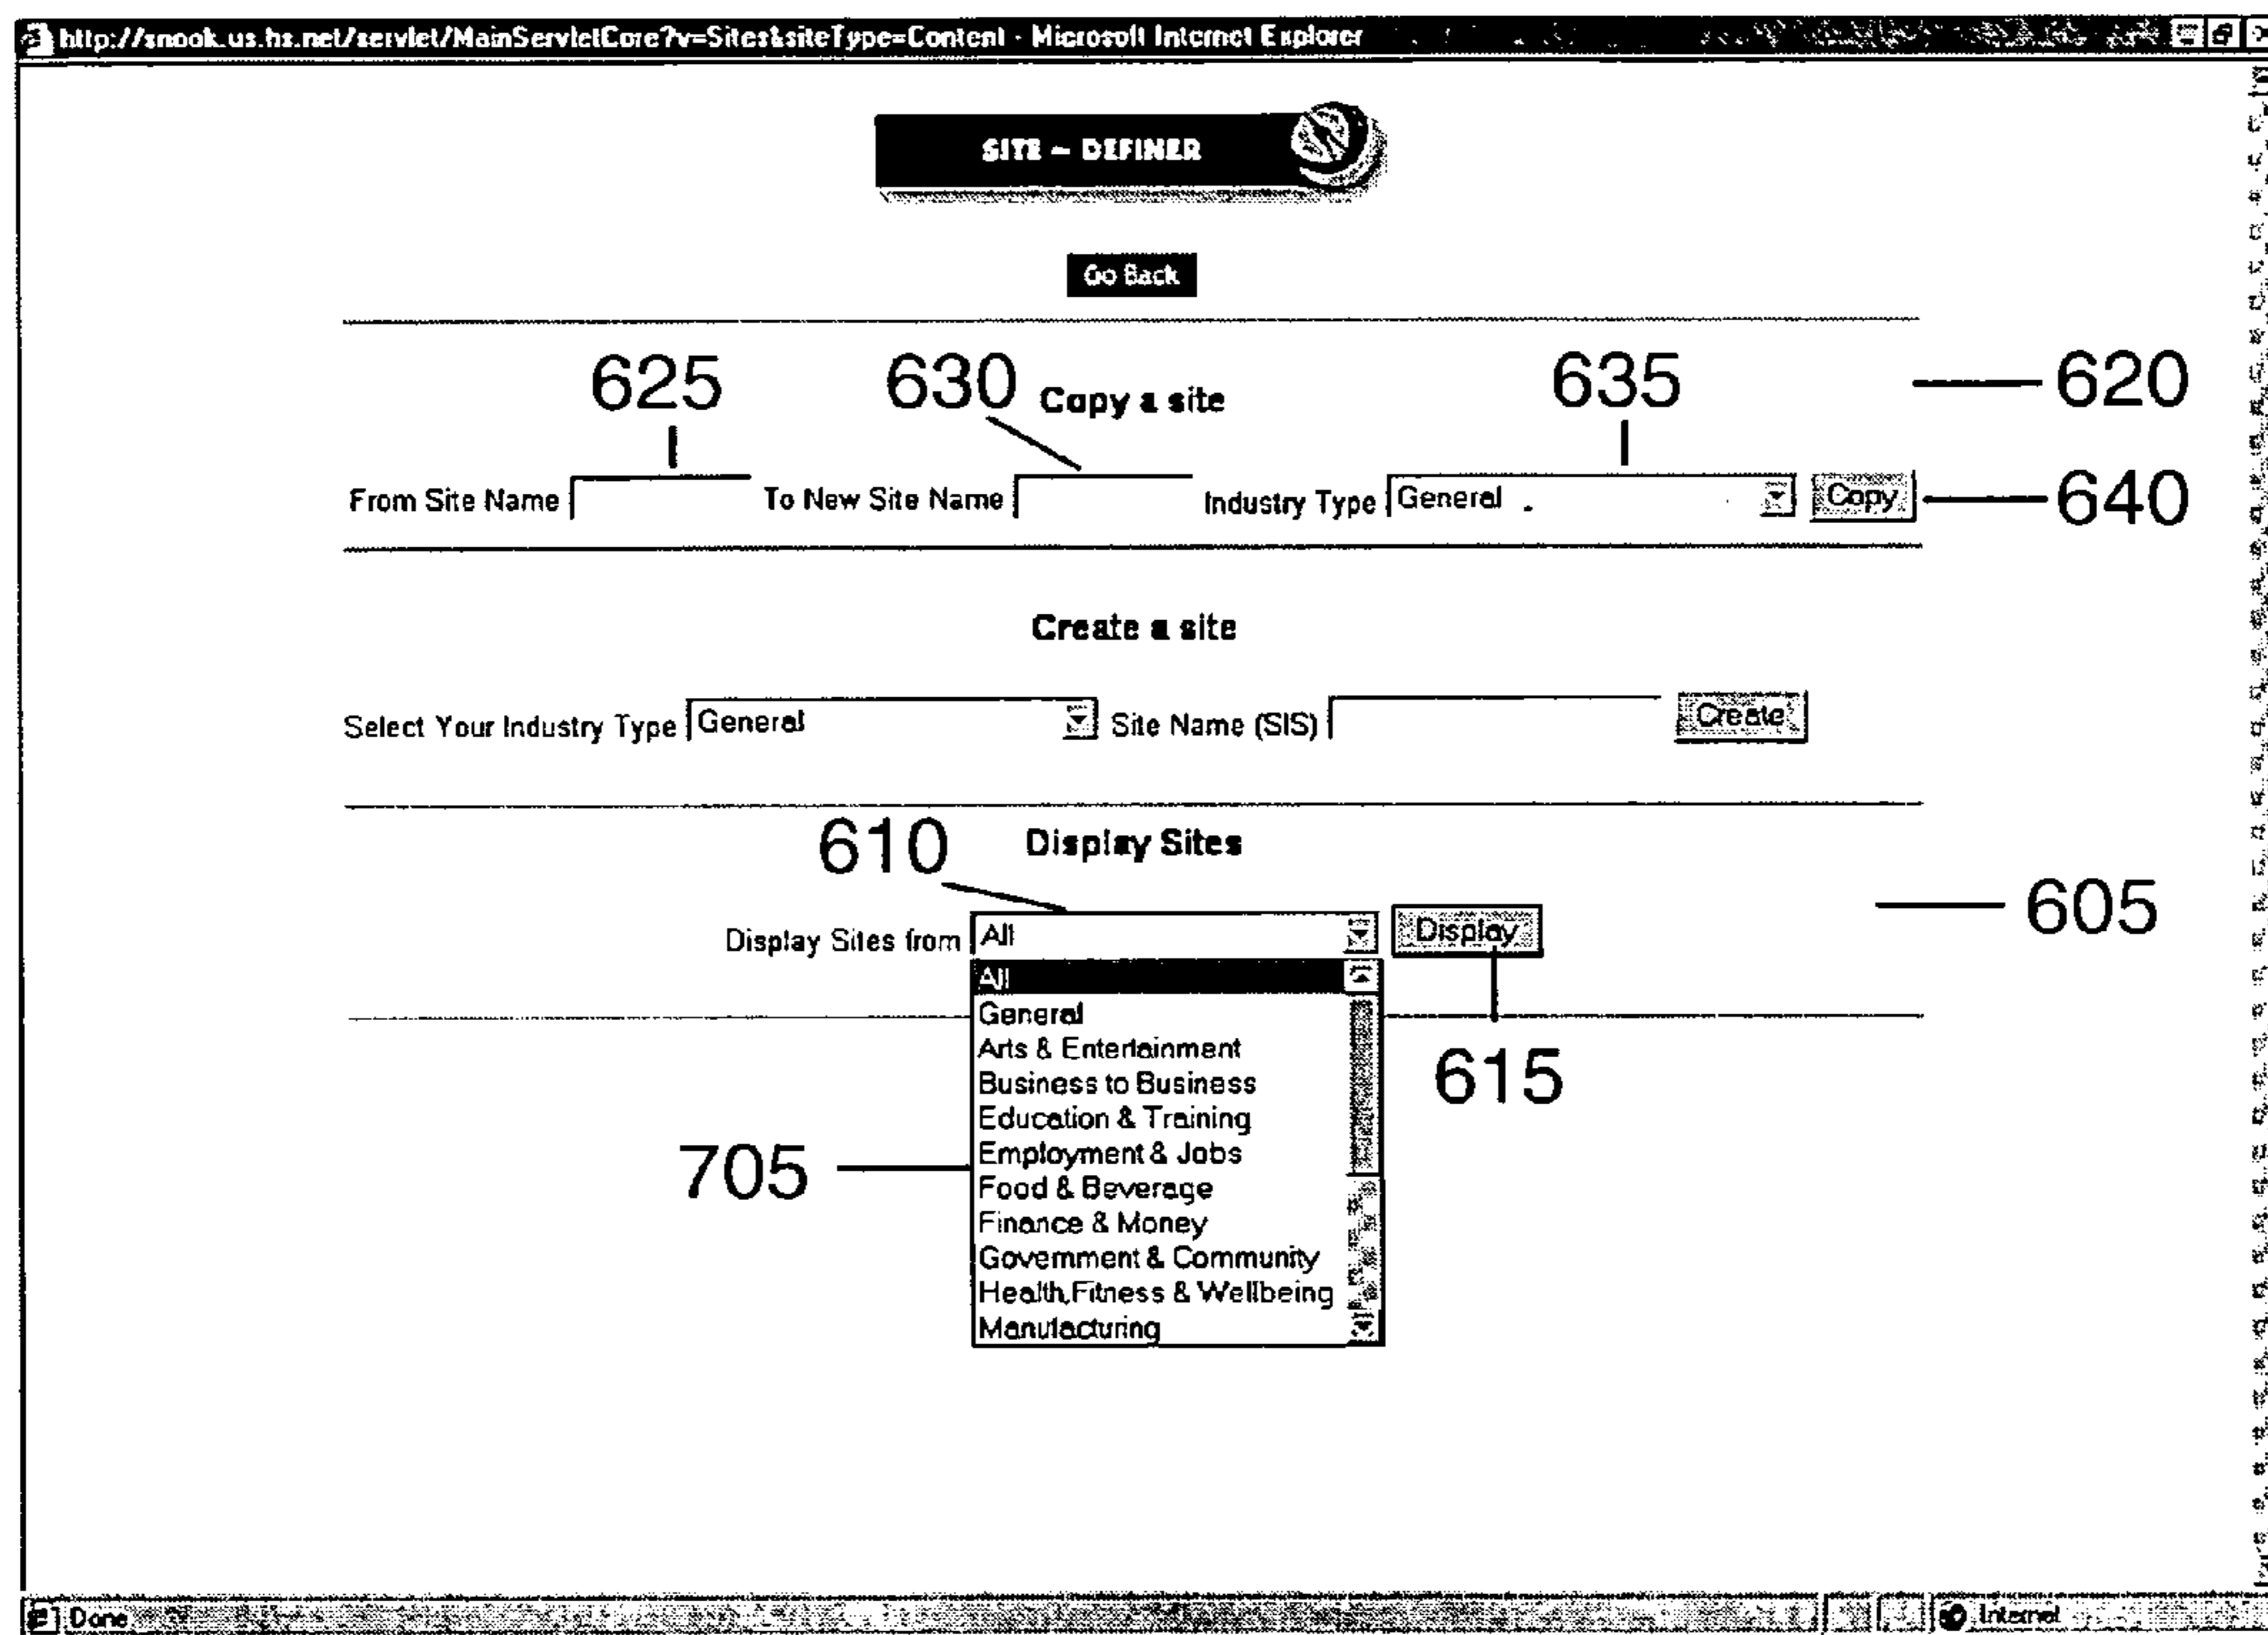 http://snook.us.hs.net/servlet/MainServletCore?v=Sites&siteType=Content - Microsoft Internet Explorer
SITE - DEFINER
Go Back
625 630 Copy a site 635 620
From Site Name To New Site Name Industry Type General Copy 640
Create a site
Select Your Industry Type General Site Name (SIS) Create
610 Display Sites
605
Display Sites from All Display
All
General
Arts & Entertainment
Business to Business
615
Education & Training
Employment & Jobs
705
Food & Beverage
Finance & Money
Government & Community
Health,Fitness & Wellbeing
Manufacturing
Done Internet